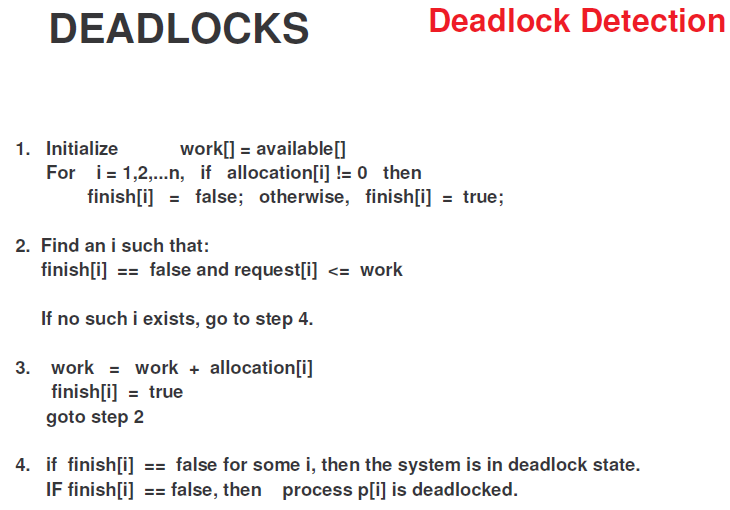 DEADLOCKS
Deadlock Detection
1. Initialize work[] = available[]
For i = 1,2,...n, if allocation[i] != 0 then
finish[i] = false; otherwise, finish[i] = true;
2. Find an i such that:
finish[i] == false and request[i] <= work
If no such i exists, go to step 4.
3. work = work + allocation[i]
finish[i] = true
goto step 2
4. if finish[i] == false for some i, then the system is in deadlock state.
IF finish[i] == false, then process p[i] is deadlocked.